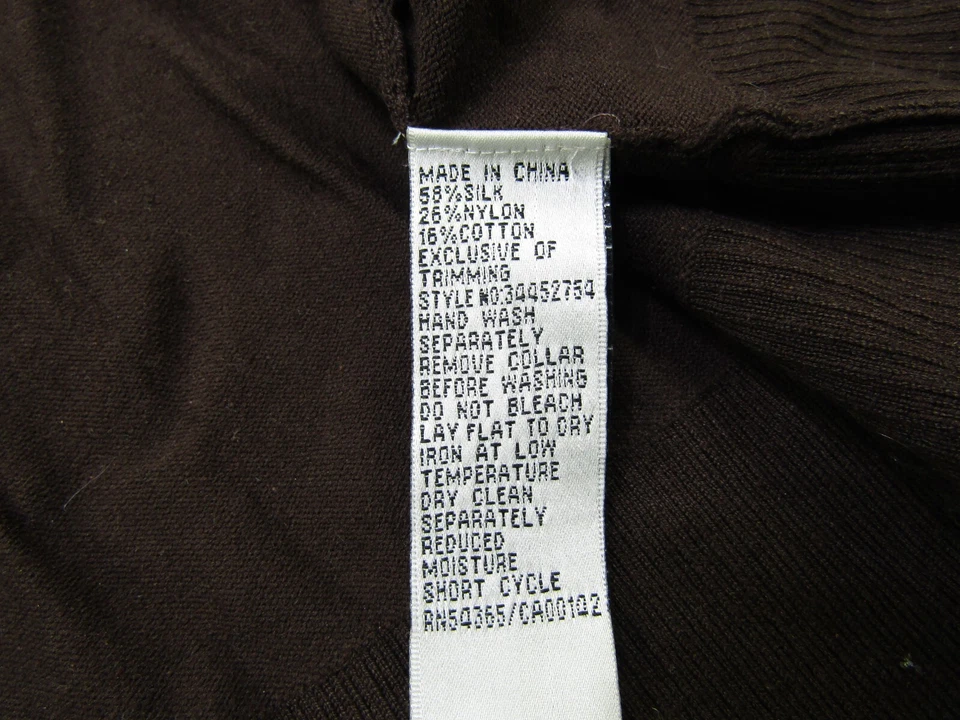 MADE IN CHINA
58%SILK
26%NYLON
16%COTTON
EXCLUSIVE OF
TRIMMING
STYLE NO:34452754
HAND WASH
SEPARATELY
REMOVE COLLAR
BEFORE WASHING
DO NOT BLEACH
LAY FLAT TO DRY
IRON AT LOW
TEMPERATURE
DRY CLEAN
SEPARATELY
REDUCED
MOISTURE
SHORT CYCLE
RN54365/CA00142